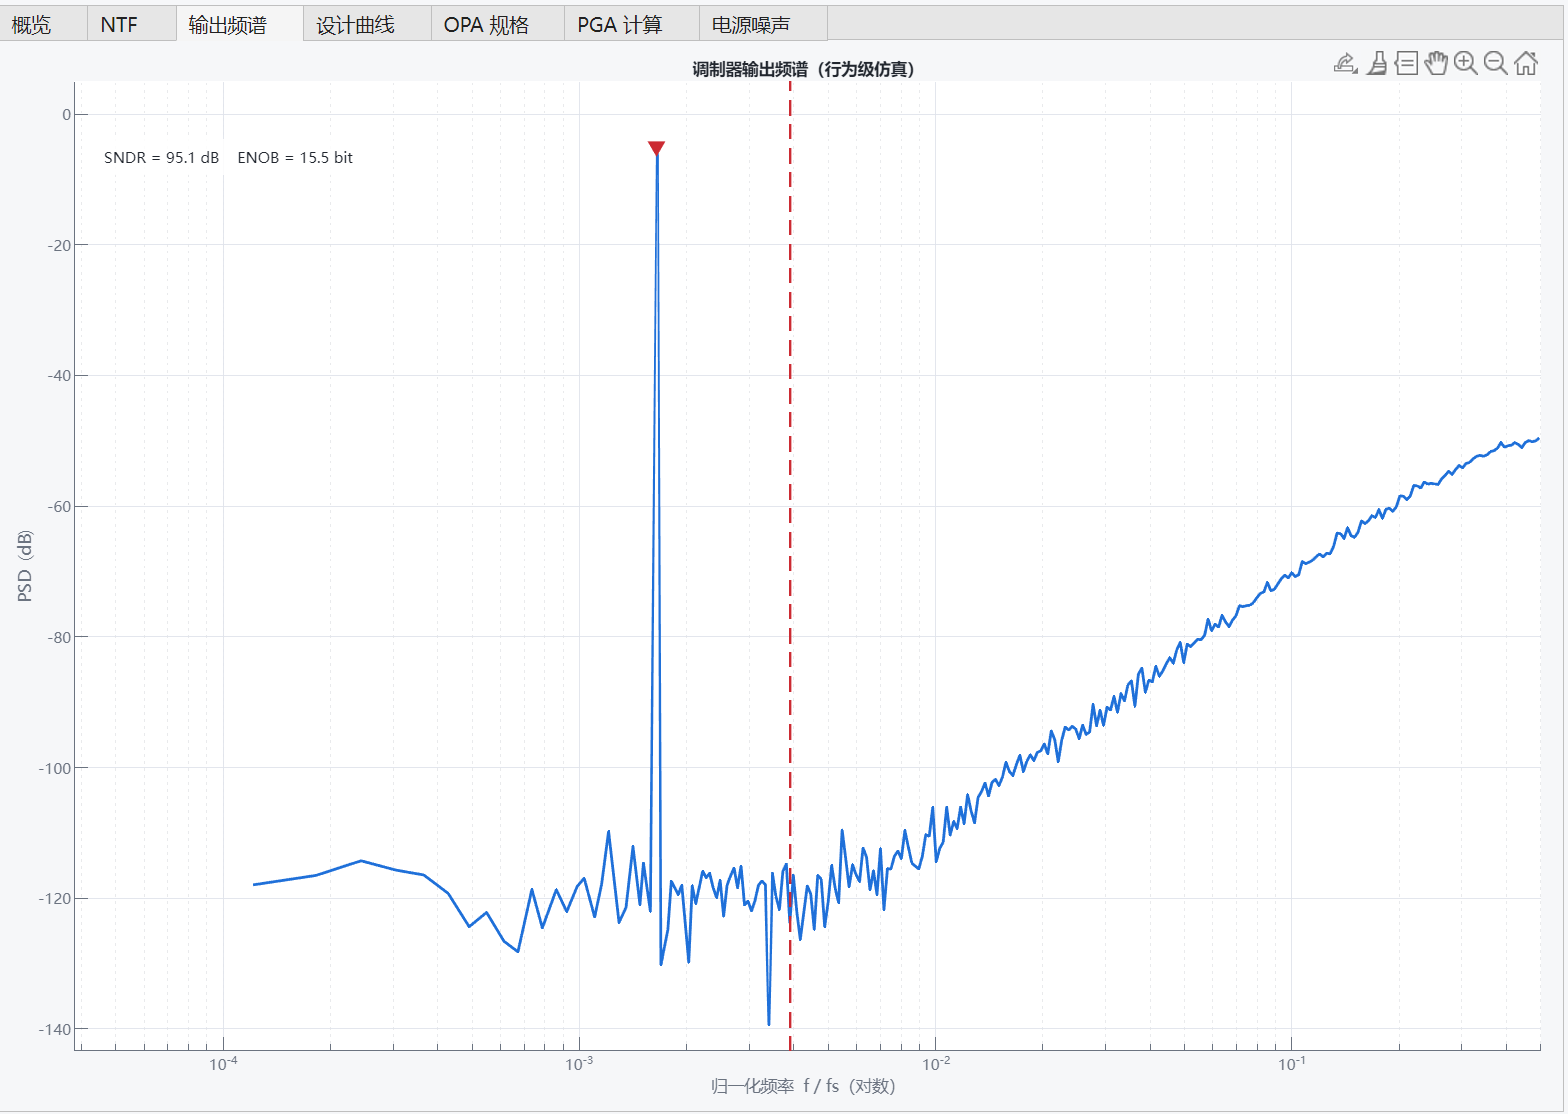 概览 NTF 输出频谱 设计曲线 OPA 规格 PGA 计算 电源噪声
调制器输出频谱（行为级仿真）
SNDR = 95.1 dB ENOB = 15.5 bit
0
-20
-40
-60
-80
-100
-120
-140
PSD (dB)
10-4 10-3 10-2 10-1
归一化频率 f / fs（对数）